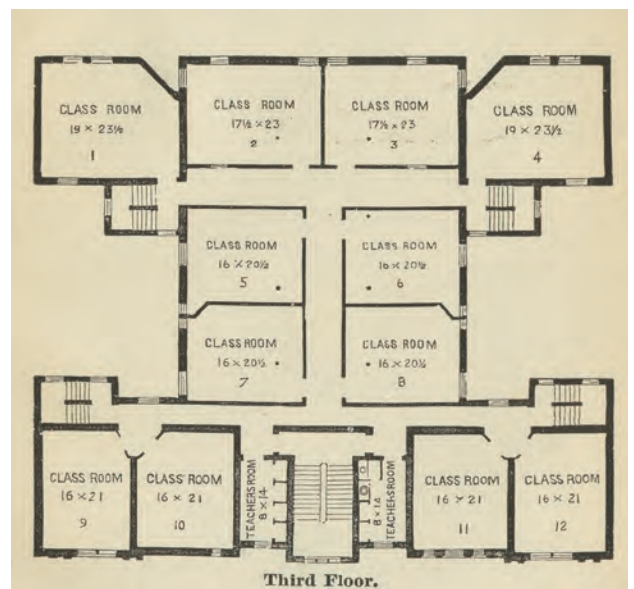 CLASS ROOM
19 × 23½
1
CLASS ROOM
17½ × 23
2
CLASS ROOM
17½ × 23
3
CLASS ROOM
19 × 23½
4
CLASS ROOM
16 × 20½
5
CLASS ROOM
16 × 20½
6
CLASS ROOM
16 × 20½
7
CLASS ROOM
16 × 20½
8
CLASS ROOM
16 × 21
9
CLASS ROOM
16 × 21
10
TEACHERS ROOM
8 × 14
8 × 14
TEACHERS ROOM
CLASS ROOM
16 × 21
11
CLASS ROOM
16 × 21
12
Third Floor.